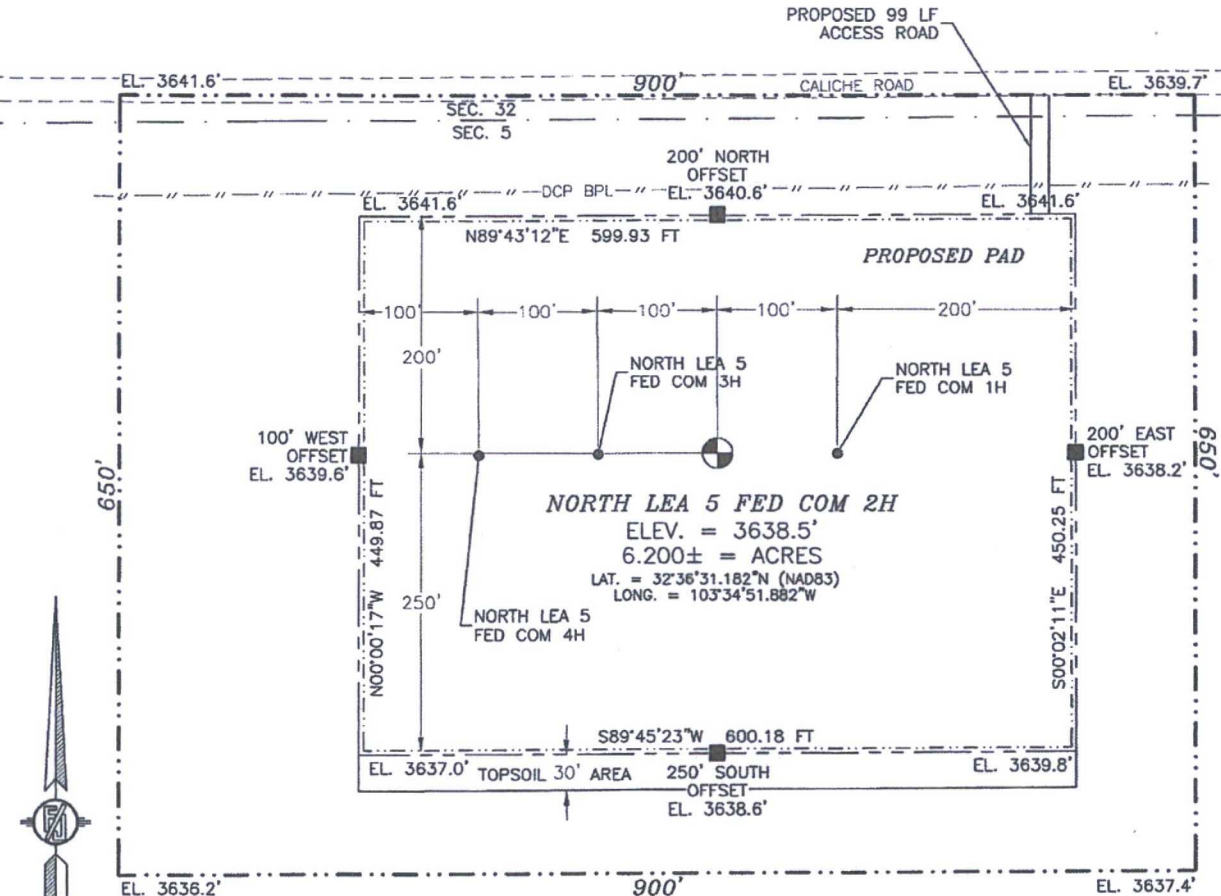 PROPOSED 99 LF
ACCESS ROAD
EL. 3641.6'
900'
CALICHE ROAD
EL. 3639.7'
SEC. 32
SEC. 5
200' NORTH
OFFSET
EL. 3640.6'
DCP BPL
EL. 3641.6'
EL. 3641.6'
N89°43'12"E 599.93 FT
PROPOSED PAD
100'
100'
100'
100'
200'
200'
NORTH LEA 5
FED COM 3H
NORTH LEA 5
FED COM 1H
100' WEST
OFFSET
EL. 3639.6'
200' EAST
OFFSET
EL. 3638.2'
650'
650'
NORTH LEA 5 FED COM 2H
ELEV. = 3638.5'
6.200± = ACRES
LAT. = 32°36'31.182"N (NAD83)
LONG. = 103°34'51.882"W
N00°00'17"W 449.87 FT
250'
S00°02'11"E 450.25 FT
NORTH LEA 5
FED COM 4H
S89°45'23"W 600.18 FT
EL. 3637.0'
TOPSOIL 30' AREA
250' SOUTH
OFFSET
EL. 3638.6'
EL. 3639.8'
EL. 3636.2'
900'
EL. 3637.4'